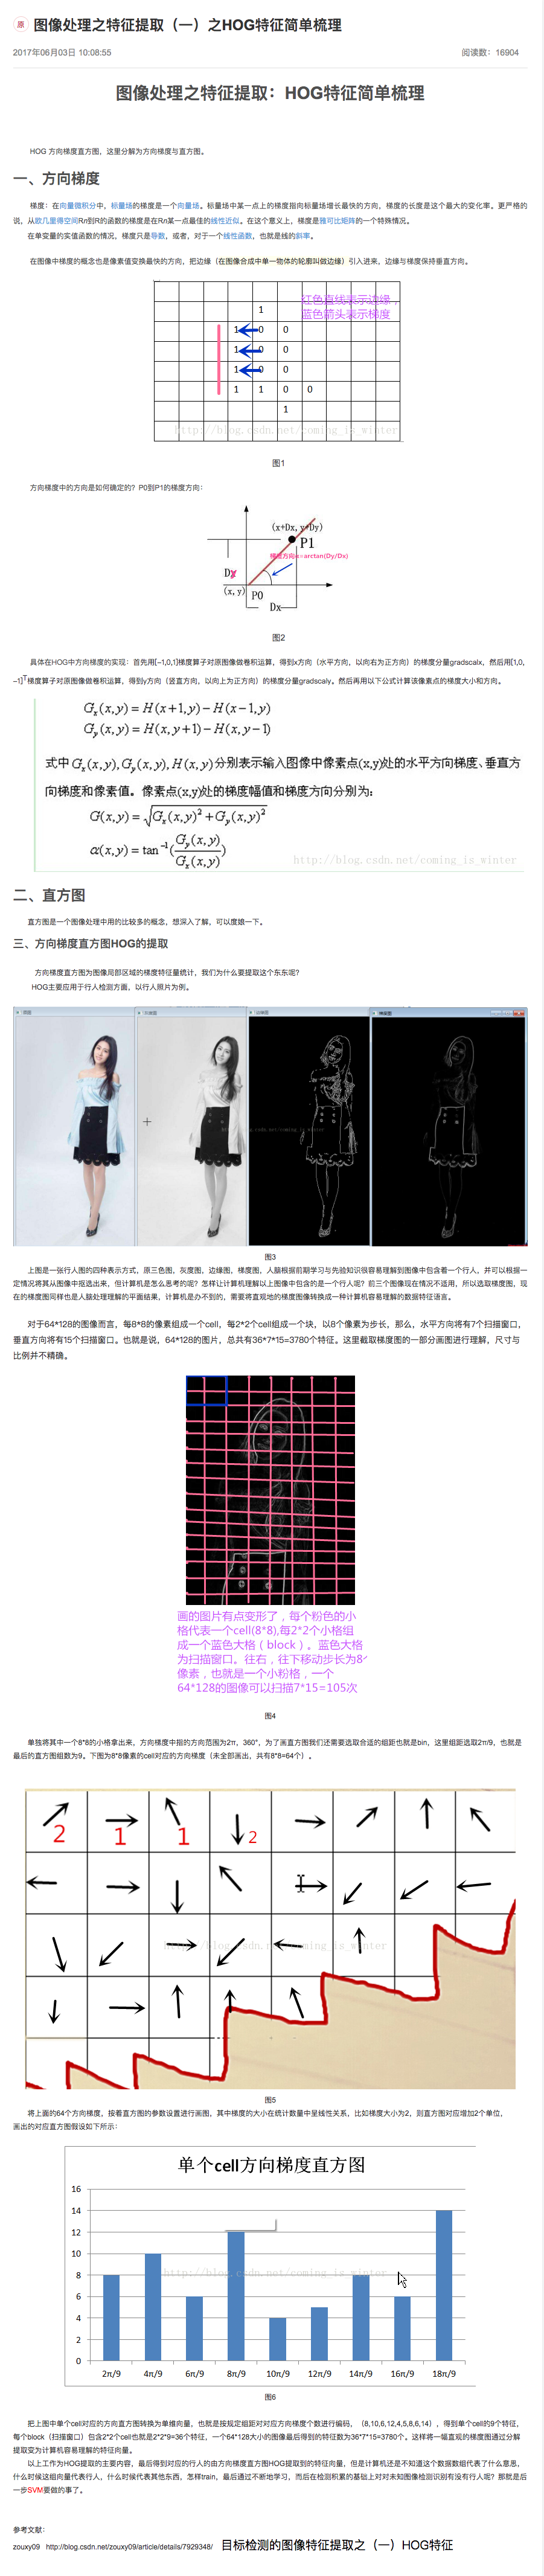 原 图像处理之特征提取（一）之HOG特征简单梳理
2017年06月03日 10:08:55 阅读数：16904
图像处理之特征提取：HOG特征简单梳理
HOG 方向梯度直方图，这里分解为方向梯度与直方图。
一、方向梯度
梯度：在向量微积分中，标量场的梯度是一个向量场。标量场中某一点上的梯度指向标量场增长最快的方向，梯度的长度是这个最大的变化率。更严格的
说，从欧几里得空间Rn到R的函数的梯度是在Rn某一点最佳的线性近似。在这个意义上，梯度是雅可比矩阵的一个特殊情况。
在单变量的实值函数的情况，梯度只是导数，或者，对于一个线性函数，也就是线的斜率。
在图像中梯度的概念也是像素值变换最快的方向，把边缘（在图像合成中单一物体的轮廓叫做边缘）引入进来，边缘与梯度保持垂直方向。
红色直线表示边缘，
蓝色箭头表示梯度
1
1 0 0
1 0 0
1 0 0
1 1 0 0
1
http://blog.csdn.net/coming_is_winter
图1
方向梯度中的方向是如何确定的？P0到P1的梯度方向：
(x+Dx,y+Dy)
P1
梯度方向α=arctan(Dy/Dx)
Dy
(x,y) P0
Dx
图2
具体在HOG中方向梯度的实现：首先用[−1,0,1]梯度算子对原图像做卷积运算，得到x方向（水平方向，以向右为正方向）的梯度分量gradscalx，然后用[1,0,
−1]T梯度算子对原图像做卷积运算，得到y方向（竖直方向，以向上为正方向）的梯度分量gradscaly。然后再用以下公式计算该像素点的梯度大小和方向。
Gx(x,y)=H(x+1,y)−H(x−1,y)
Gy(x,y)=H(x,y+1)−H(x,y−1)
式中Gx(x,y),Gy(x,y),H(x,y)分别表示输入图像中像素点(x,y)处的水平方向梯度、垂直方
向梯度和像素值。像素点(x,y)处的梯度幅值和梯度方向分别为:
G(x,y)=√Gx(x,y)²+Gy(x,y)²
α(x,y)=tan⁻¹(Gy(x,y)/Gx(x,y))
http://blog.csdn.net/coming_is_winter
二、直方图
直方图是一个图像处理中用的比较多的概念，想深入了解，可以度娘一下。
三、方向梯度直方图HOG的提取
方向梯度直方图为图像局部区域的梯度特征量统计，我们为什么要提取这个东东呢？
HOG主要应用于行人检测方面，以行人照片为例。
图3
上图是一张行人图的四种表示方式，原三色图，灰度图，边缘图，梯度图，人脑根据前期学习与先验知识很容易理解到图像中包含着一个行人，并可以根据一
定情况将其从图像中抠选出来，但计算机是怎么思考的呢？怎样让计算机理解以上图像中包含的是一个行人呢？前三个图像现在情况不适用，所以选取梯度图，现
在的梯度图同样也是人脑处理理解的平面结果，计算机是办不到的，需要将直观地的梯度图像转换成一种计算机容易理解的数据特征语言。
对于64*128的图像而言，每8*8的像素组成一个cell，每2*2个cell组成一个块，以8个像素为步长，那么，水平方向将有7个扫描窗口，
垂直方向将有15个扫描窗口。也就是说，64*128的图片，总共有36*7*15=3780个特征。这里截取梯度图的一部分画图进行理解，尺寸与
比例并不精确。
画的图片有点变形了，每个粉色的小
格代表一个cell(8*8),每2*2个小格组
成一个蓝色大格（block）。蓝色大格
为扫描窗口。往右，往下移动步长为8个
像素，也就是一个小粉格，一个
64*128的图像可以扫描7*15=105次
图4
单独将其中一个8*8的小格拿出来，方向梯度中指的方向范围为2π，360°，为了画直方图我们还需要选取合适的组距也就是bin，这里组距选取2π/9，也就是
最后的直方图组数为9。下图为8*8像素的cell对应的方向梯度（未全部画出，共有8*8=64个）。
2 1 1 2
http://blog.csdn.net/coming_is_winter
图5
将上面的64个方向梯度，按着直方图的参数设置进行画图，其中梯度的大小在统计数量中呈线性关系，比如梯度大小为2，则直方图对应增加2个单位，
画出的对应直方图假设如下所示：
单个cell方向梯度直方图
16
14
12
10
8
6
4
2
0
http://blog.csdn.net/coming_is_winter
2π/9 4π/9 6π/9 8π/9 10π/9 12π/9 14π/9 16π/9 18π/9
图6
把上图中单个cell对应的方向直方图转换为单维向量，也就是按规定组距对对应方向梯度个数进行编码，（8,10,6,12,4,5,8,6,14），得到单个cell的9个特征，
每个block（扫描窗口）包含2*2个cell也就是2*2*9=36个特征，一个64*128大小的图像最后得到的特征数为36*7*15=3780个。这样将一幅直观的梯度图通过分解
提取变为计算机容易理解的特征向量。
以上工作为HOG提取的主要内容，最后得到对应的行人的由方向梯度直方图HOG提取到的特征向量，但是计算机还是不知道这个数据数组代表了什么意思，
什么时候这组向量代表行人，什么时候代表其他东西，怎样train，最后通过不断地学习，而后在检测积累的基础上对对未知图像检测识别有没有行人呢？那就是后
一步SVM要做的事了。
参考文献：
zouxy09 http://blog.csdn.net/zouxy09/article/details/7929348/ 目标检测的图像特征提取之（一）HOG特征